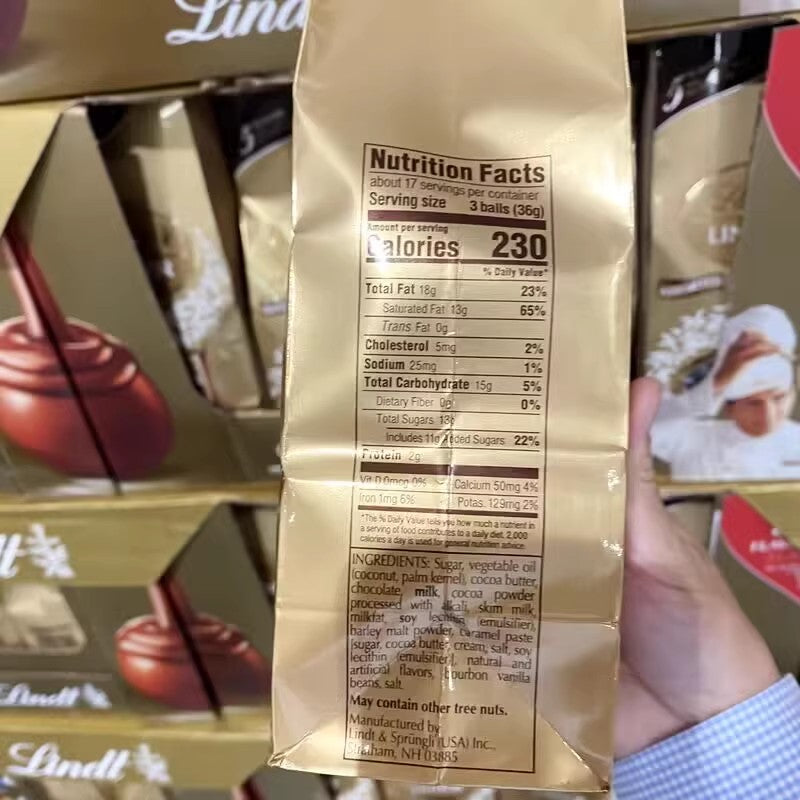 Lindt
Nutrition Facts
about 17 servings per container
Serving size 3 balls (36g)
Amount per serving
Calories 230
% Daily Value*
Total Fat 18g 23%
Saturated Fat 13g 65%
Trans Fat 0g
Cholesterol 5mg 2%
Sodium 25mg 1%
Total Carbohydrate 15g 5%
Dietary Fiber 0g 0%
Total Sugars 13g
Includes 11g Added Sugars 22%
Protein 2g
Vit D 0mcg 0% Calcium 50mg 4%
Iron 1mg 6% Potas. 129mg 2%
*The % Daily Value tells you how much a nutrient in
a serving of food contributes to a daily diet. 2,000
calories a day is used for general nutrition advice.
INGREDIENTS: Sugar, vegetable oil
(coconut, palm kernel), cocoa butter,
chocolate, milk, cocoa powder
processed with alkali, skim milk,
milkfat, soy lecithin (emulsifier),
barley malt powder, caramel paste
(sugar, cocoa butter, cream, salt, soy
lecithin (emulsifier), natural and
artificial flavors, bourbon vanilla
beans, salt.
May contain other tree nuts.
Manufactured by
Lindt & Sprüngli (USA) Inc.,
Stratham, NH 03885
Lindt
Lindt